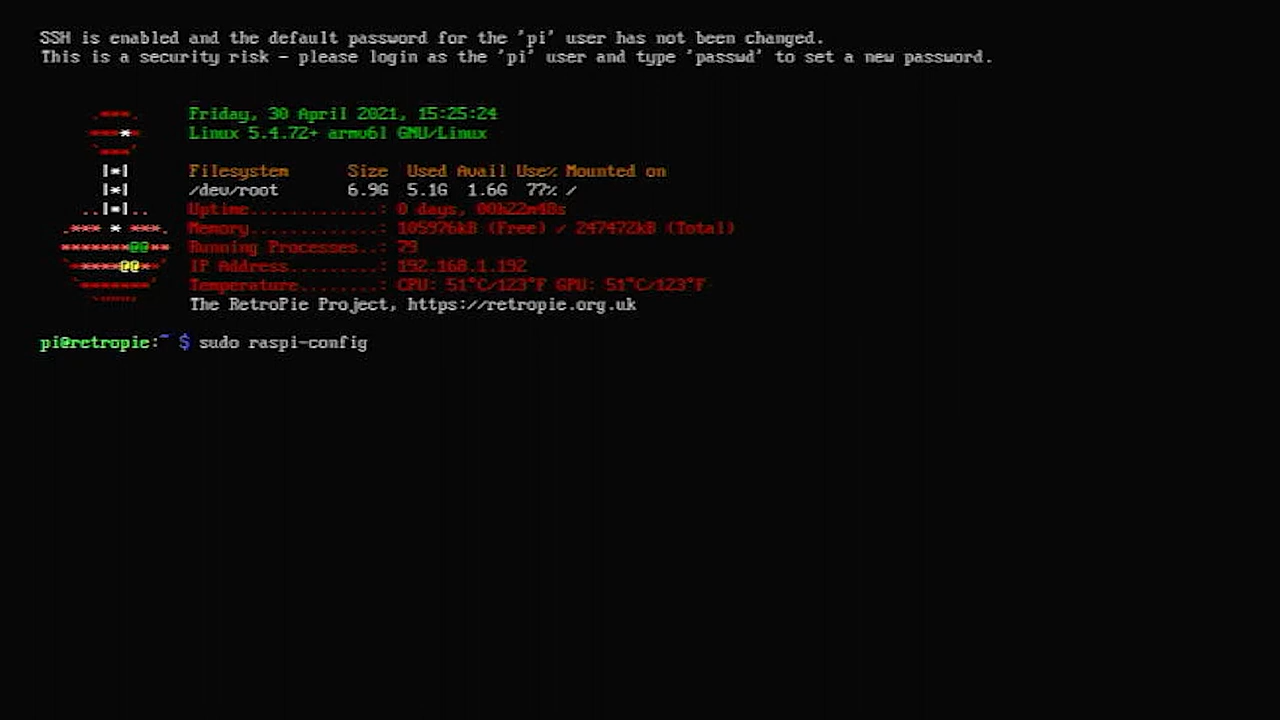 SSH is enabled and the default password for the 'pi' user has not been changed.
This is a security risk - please login as the 'pi' user and type 'passwd' to set a new password.
Friday, 30 April 2021, 15:25:24
Linux 5.4.72+ armv6l GNU/Linux
Filesystem Size Used Avail Use% Mounted on
/dev/root 6.9G 5.1G 1.6G 77% /
Uptime.............: 0 days, 00h22m48s
Memory.............: 105976kB (Free) / 247472kB (Total)
Running Processes..: 79
IP Address.........: 192.168.1.192
Temperature........: CPU: 51°C/123°F GPU: 51°C/123°F
The RetroPie Project, https://retropie.org.uk
pi@retropie:~ $ sudo raspi-config